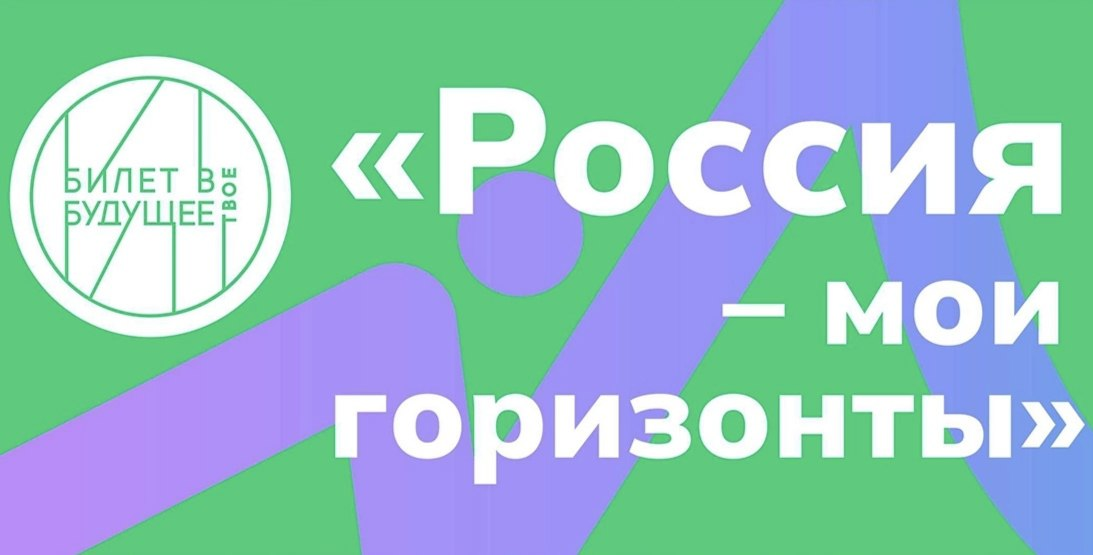 БИЛЕТ В
БУДУЩЕЕ
ТВОЕ
«Россия
– мои
горизонты»